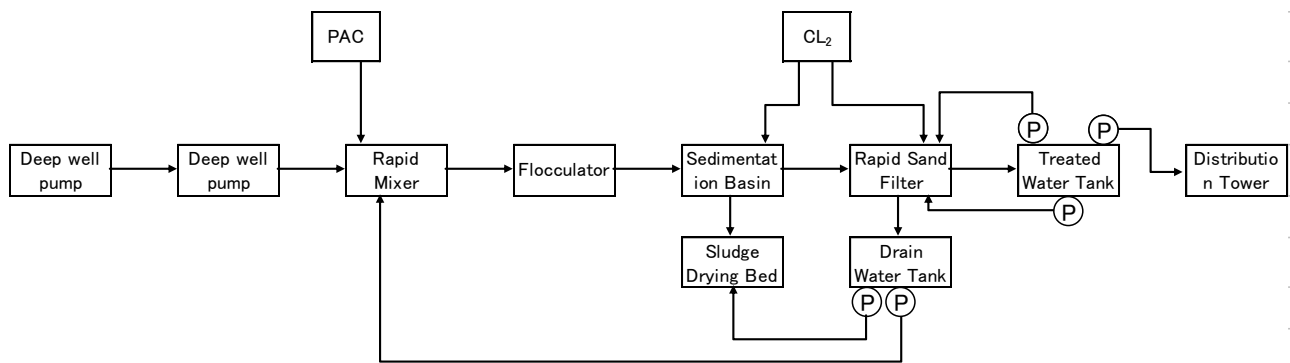 PAC
CL₂
P
P
Deep well
pump
Deep well
pump
Rapid
Mixer
Flocculator
Sedimentat
ion Basin
Rapid Sand
Filter
Treated
Water Tank
Distributio
n Tower
P
Sludge
Drying Bed
Drain
Water Tank
P
P